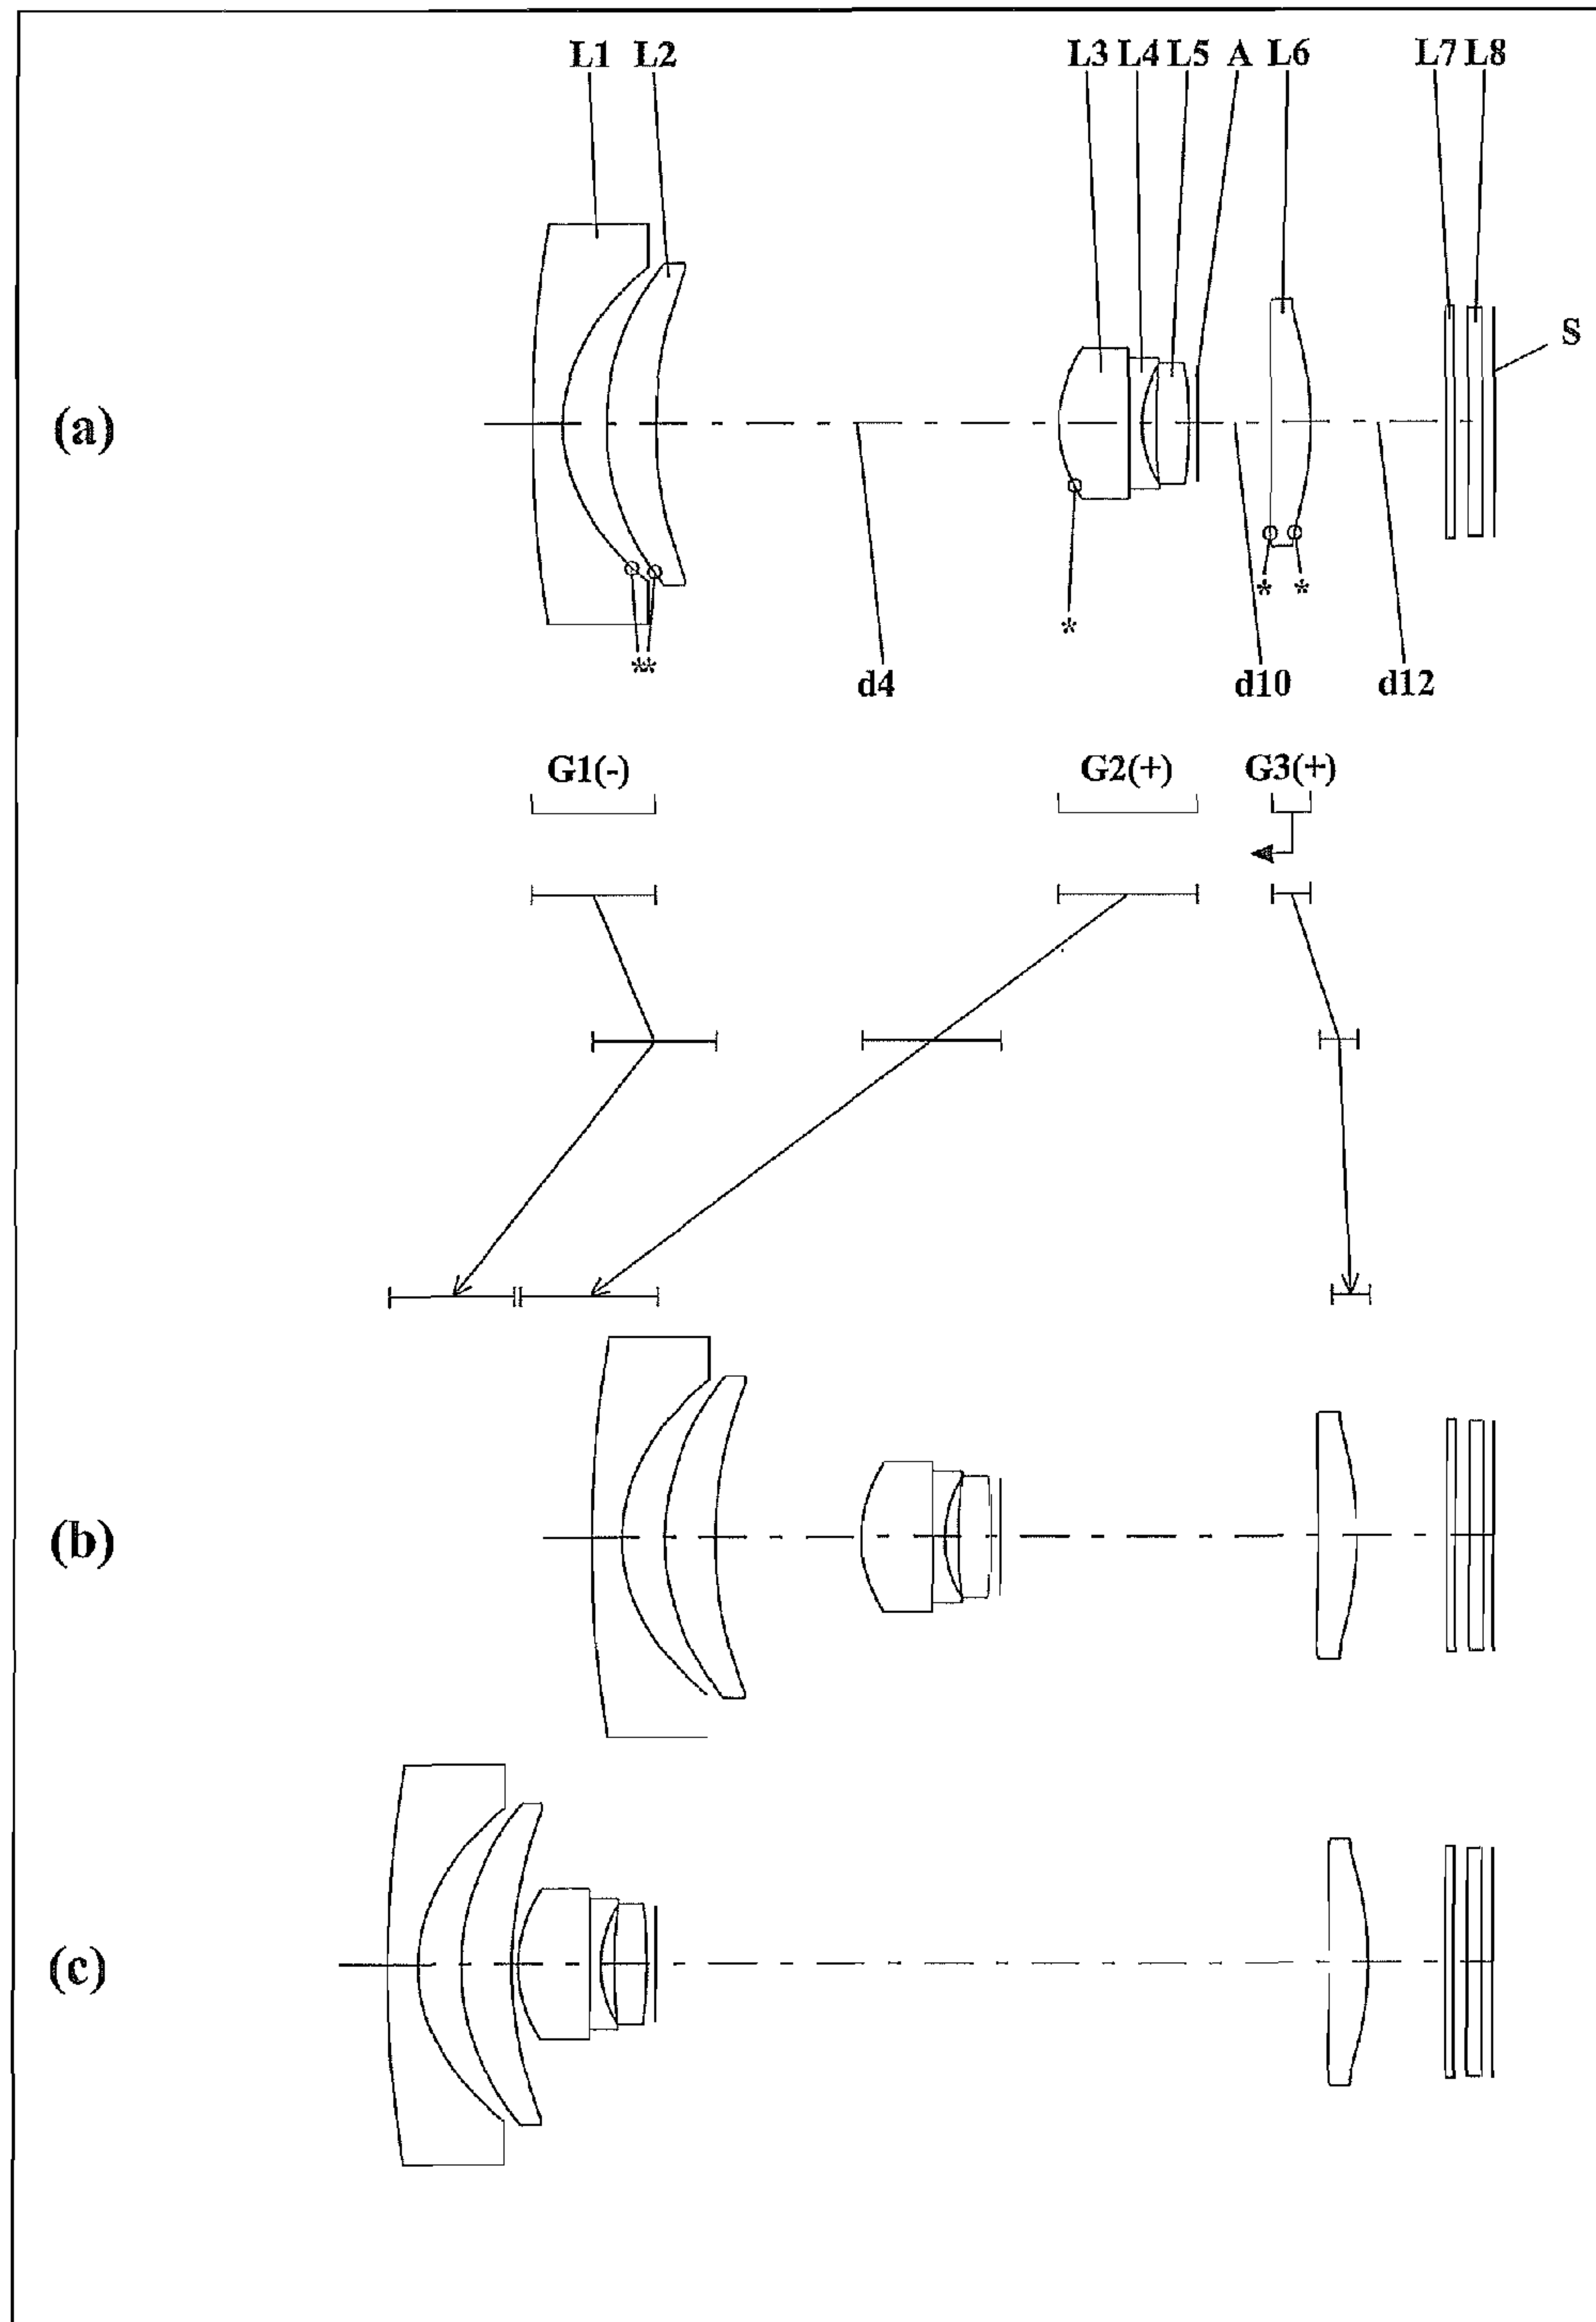 L1 L2 L3 L4 L5 A L6 L7 L8
S
(a)
* *
*
**
d4 d10 d12
G1(-) G2(+) G3(+)
(b)
(c)